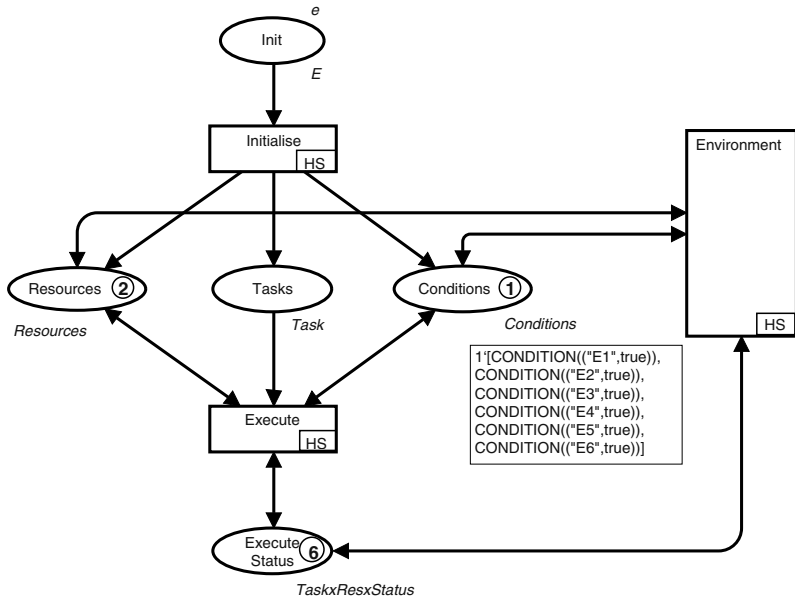 e
Init
E
Initialise
HS
Environment
HS
Resources 2
Tasks
Conditions 1
Resources
Task
Conditions
1‘[CONDITION(("E1",true)),
CONDITION(("E2",true)),
CONDITION(("E3",true)),
CONDITION(("E4",true)),
CONDITION(("E5",true)),
CONDITION(("E6",true))]
Execute
HS
Execute
Status 6
TaskxResxStatus